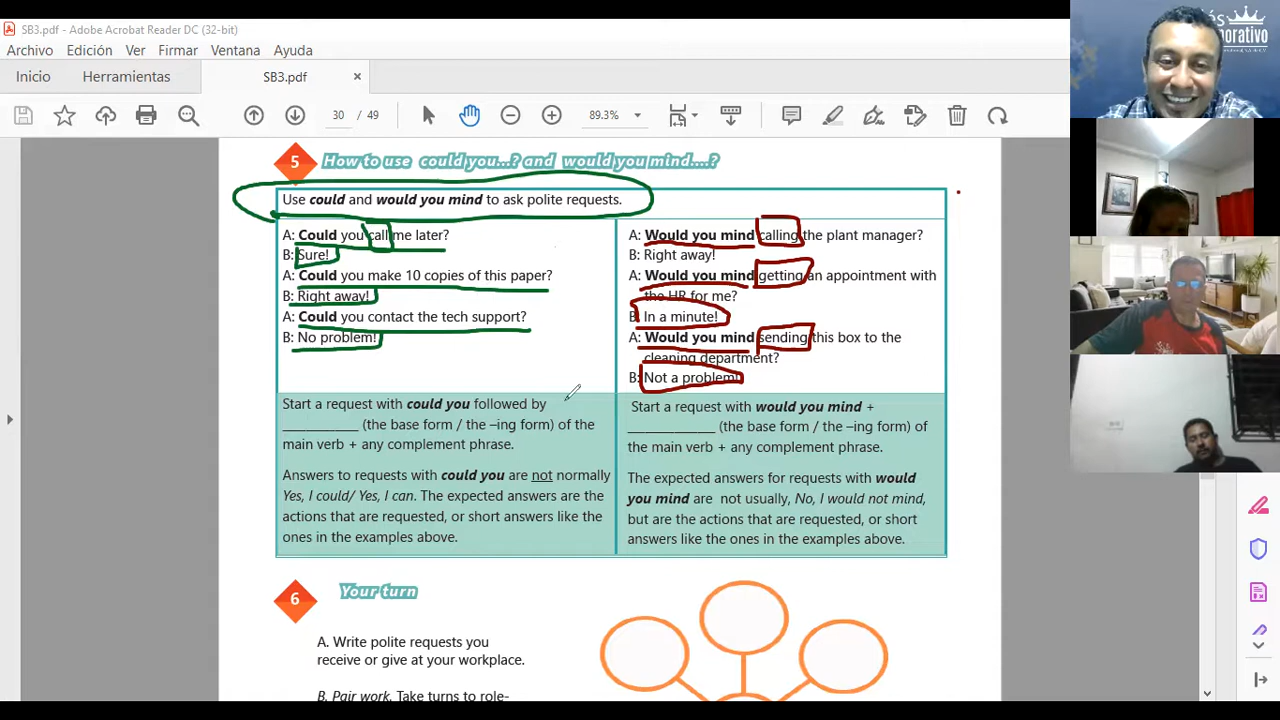 SB3.pdf - Adobe Acrobat Reader DC (32-bit)
Archivo Edición Ver Firmar Ventana Ayuda
Inicio Herramientas SB3.pdf ×
30 / 49 89.3%
5 How to use could you...? and would you mind....?
Use could and would you mind to ask polite requests.
A: Could you call me later?
B: Sure!
A: Could you make 10 copies of this paper?
B: Right away!
A: Could you contact the tech support?
B: No problem!
A: Would you mind calling the plant manager?
B: Right away!
A: Would you mind getting an appointment with
the HR for me?
B: In a minute!
A: Would you mind sending this box to the
cleaning department?
B: Not a problem!
Start a request with could you followed by
____________ (the base form / the –ing form) of the
main verb + any complement phrase.
Answers to requests with could you are not normally
Yes, I could/ Yes, I can. The expected answers are the
actions that are requested, or short answers like the
ones in the examples above.
Start a request with would you mind +
______________ (the base form / the –ing form) of
the main verb + any complement phrase.
The expected answers for requests with would
you mind are not usually, No, I would not mind,
but are the actions that are requested, or short
answers like the ones in the examples above.
6 Your turn
A. Write polite requests you
receive or give at your workplace.
B. Pair work. Take turns to role-